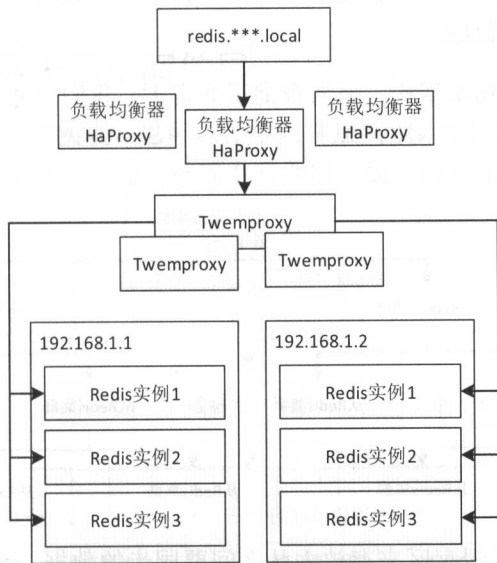 redis.***.local
负载均衡器
HaProxy
负载均衡器
HaProxy
负载均衡器
HaProxy
Twemproxy
Twemproxy
Twemproxy
192.168.1.1
Redis实例1
Redis实例2
Redis实例3
192.168.1.2
Redis实例1
Redis实例2
Redis实例3